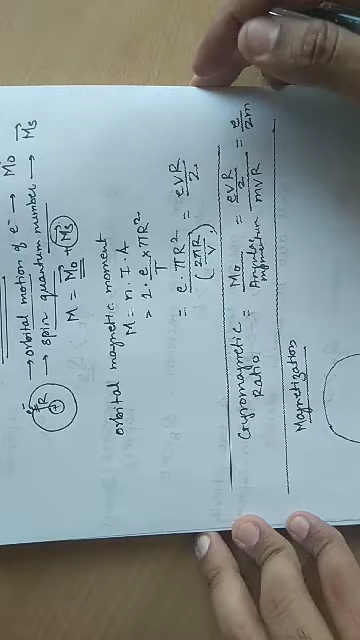 → orbital motion of e⁻ → M₀
→ spin quantum number → Ms
e⁻ R +
M = M₀ + Ms
orbital magnetic moment
M = n. I. A
= 1. e/T × πR²
= e. πR² / (2πR/V) = eVR/2
Gyromagnetic Ratio = M₀ / Angular momentum = (eVR/2) / mVR = e/2m
Magnetization